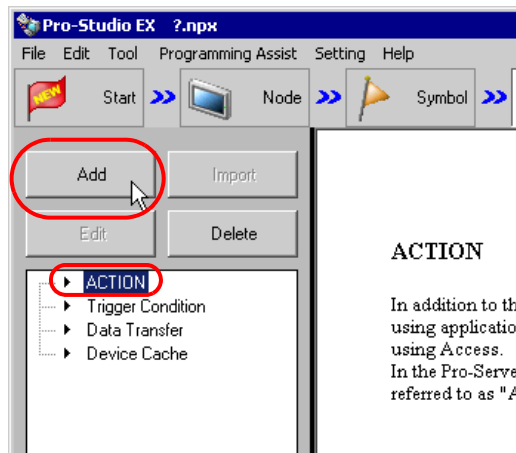 Pro-Studio EX ?.npx
File Edit Tool Programming Assist Setting Help
NEW Start Node Symbol
Add Import
Edit Delete
ACTION
Trigger Condition
Data Transfer
Device Cache
ACTION
In addition to th
using applicatio
using Access.
In the Pro-Serve
referred to as "A